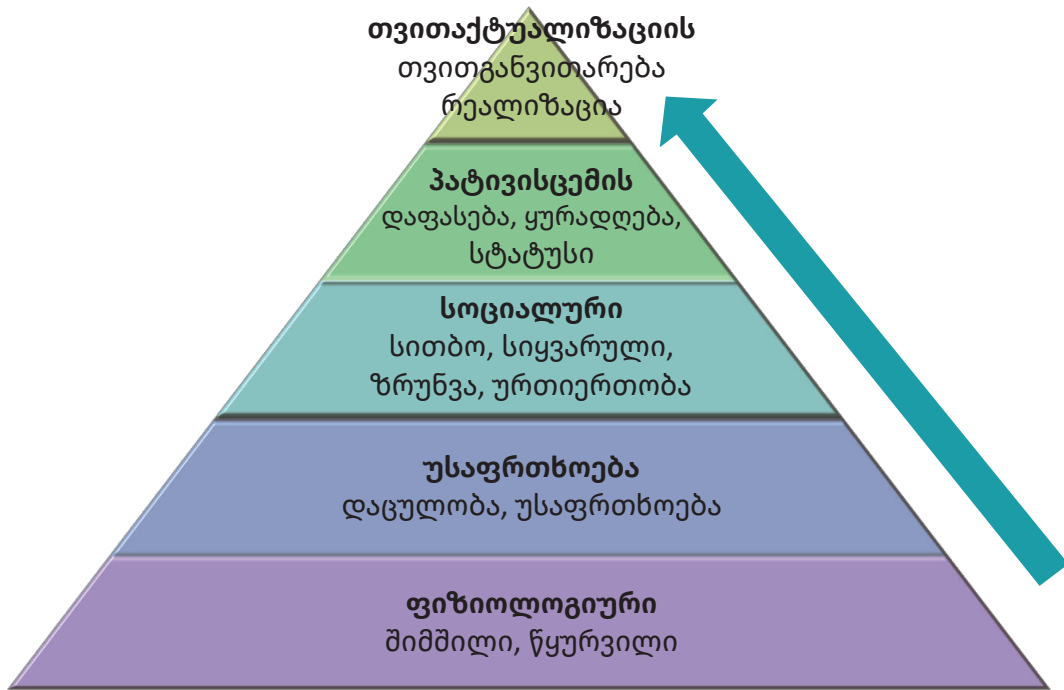 თვითაქტუალიზაციის
თვითგანვითარება
რეალიზაცია
პატივისცემის
დაფასება, ყურადღება,
სტატუსი
სოციალური
სითბო, სიყვარული,
ზრუნვა, ურთიერთობა
უსაფრთხოება
დაცულობა, უსაფრთხოება
ფიზიოლოგიური
შიმშილი, წყურვილი